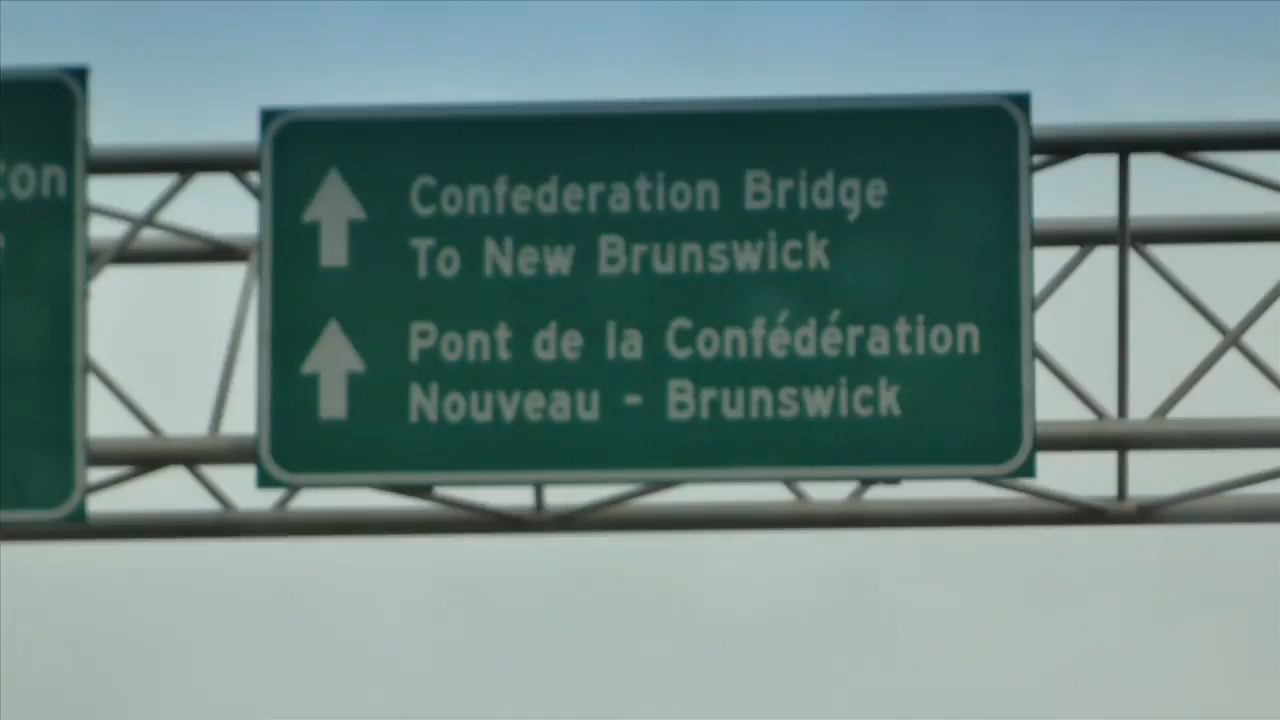 Confederation Bridge
To New Brunswick
Pont de la Confédération
Nouveau - Brunswick